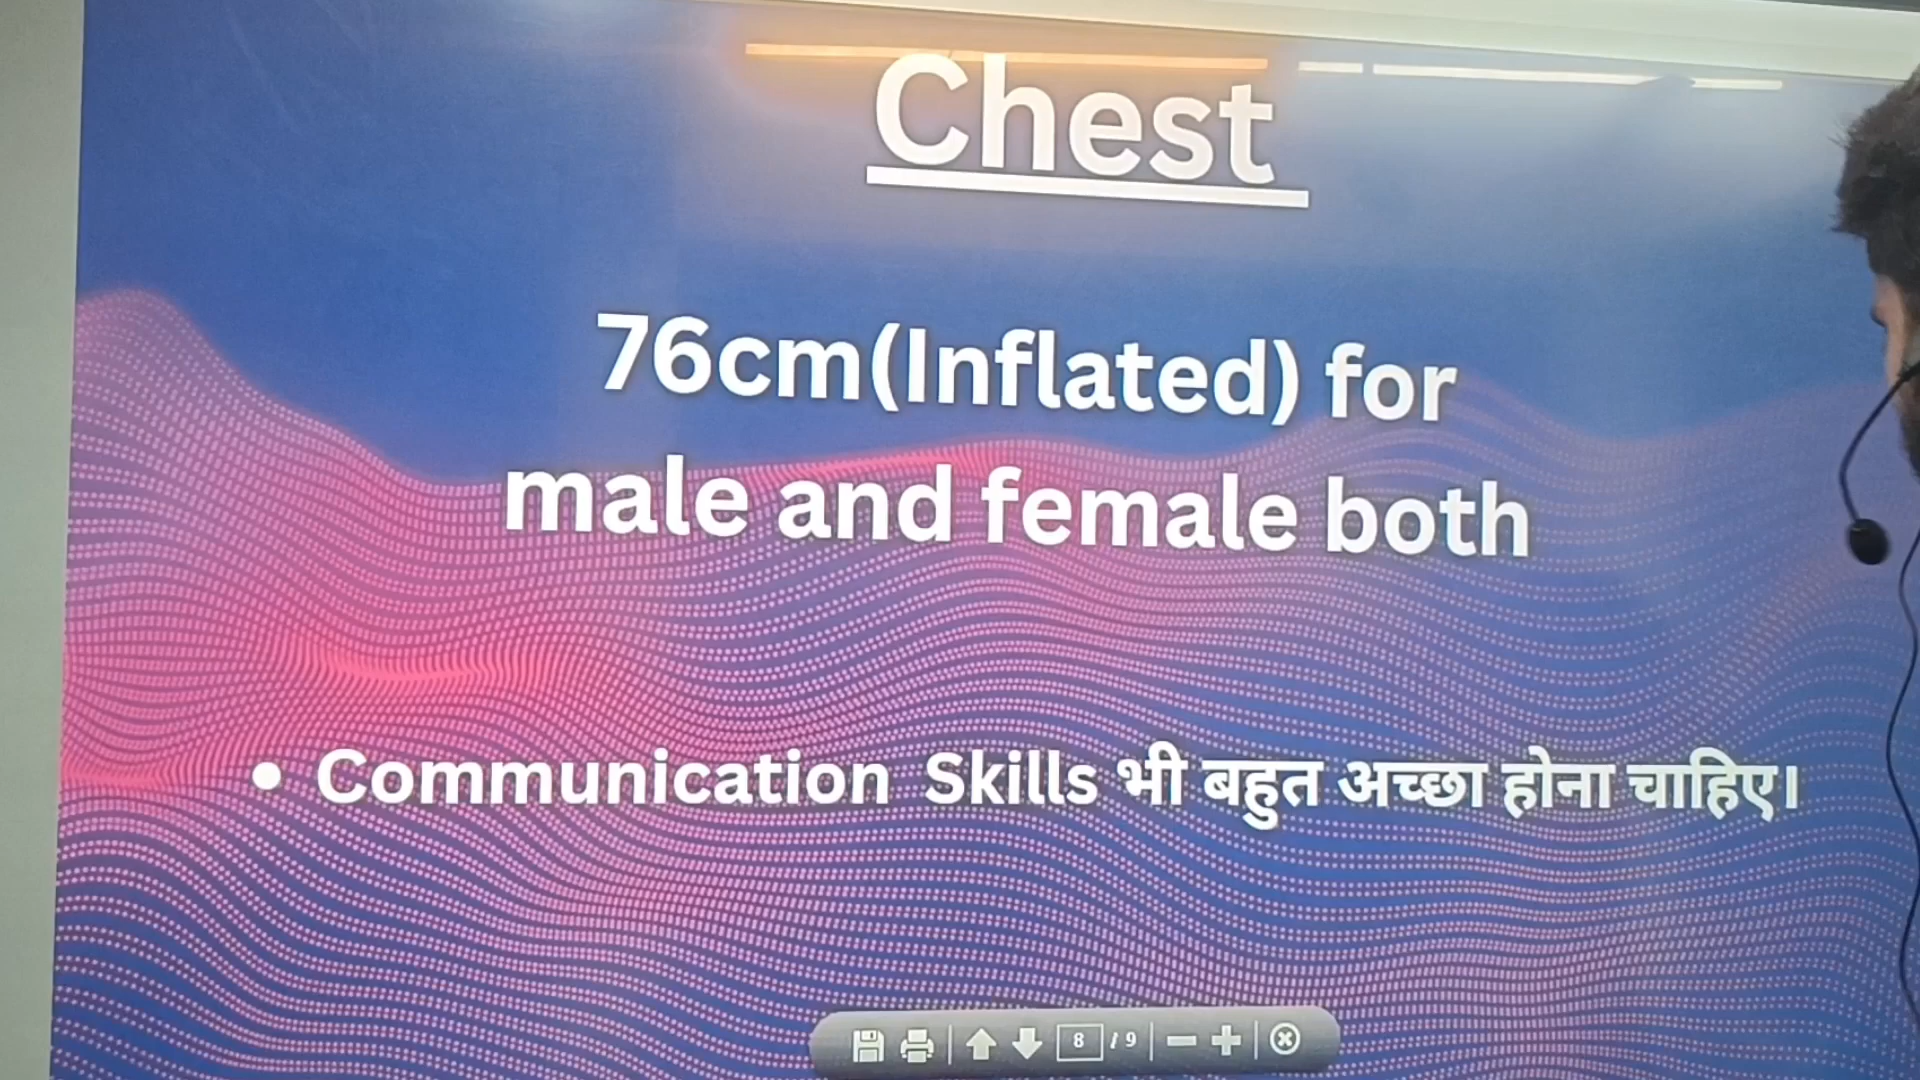 Chest
76cm(Inflated) for
male and female both
• Communication Skills भी बहुत अच्छा होना चाहिए।
8 / 9